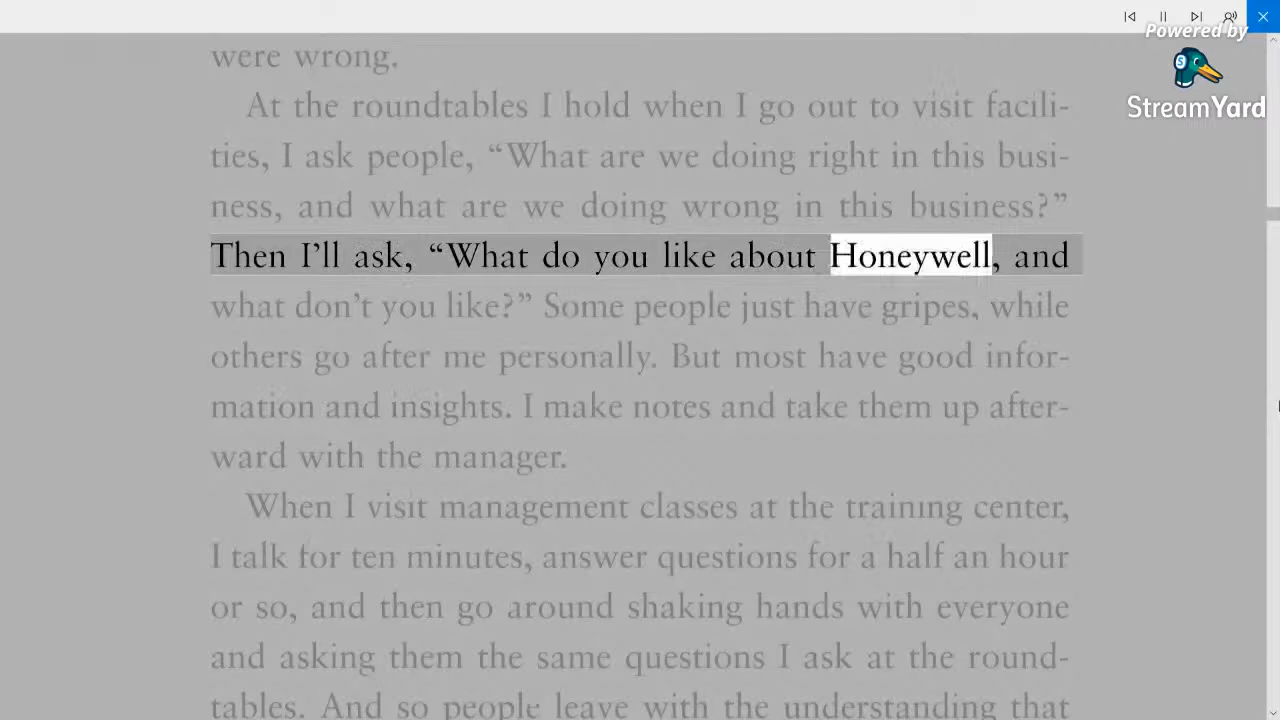 Powered by
StreamYard
were wrong.
At the roundtables I hold when I go out to visit facili-
ties, I ask people, “What are we doing right in this busi-
ness, and what are we doing wrong in this business?”
Then I’ll ask, “What do you like about Honeywell, and
what don’t you like?” Some people just have gripes, while
others go after me personally. But most have good infor-
mation and insights. I make notes and take them up after-
ward with the manager.
When I visit management classes at the training center,
I talk for ten minutes, answer questions for a half an hour
or so, and then go around shaking hands with everyone
and asking them the same questions I ask at the round-
tables. And so people leave with the understanding that